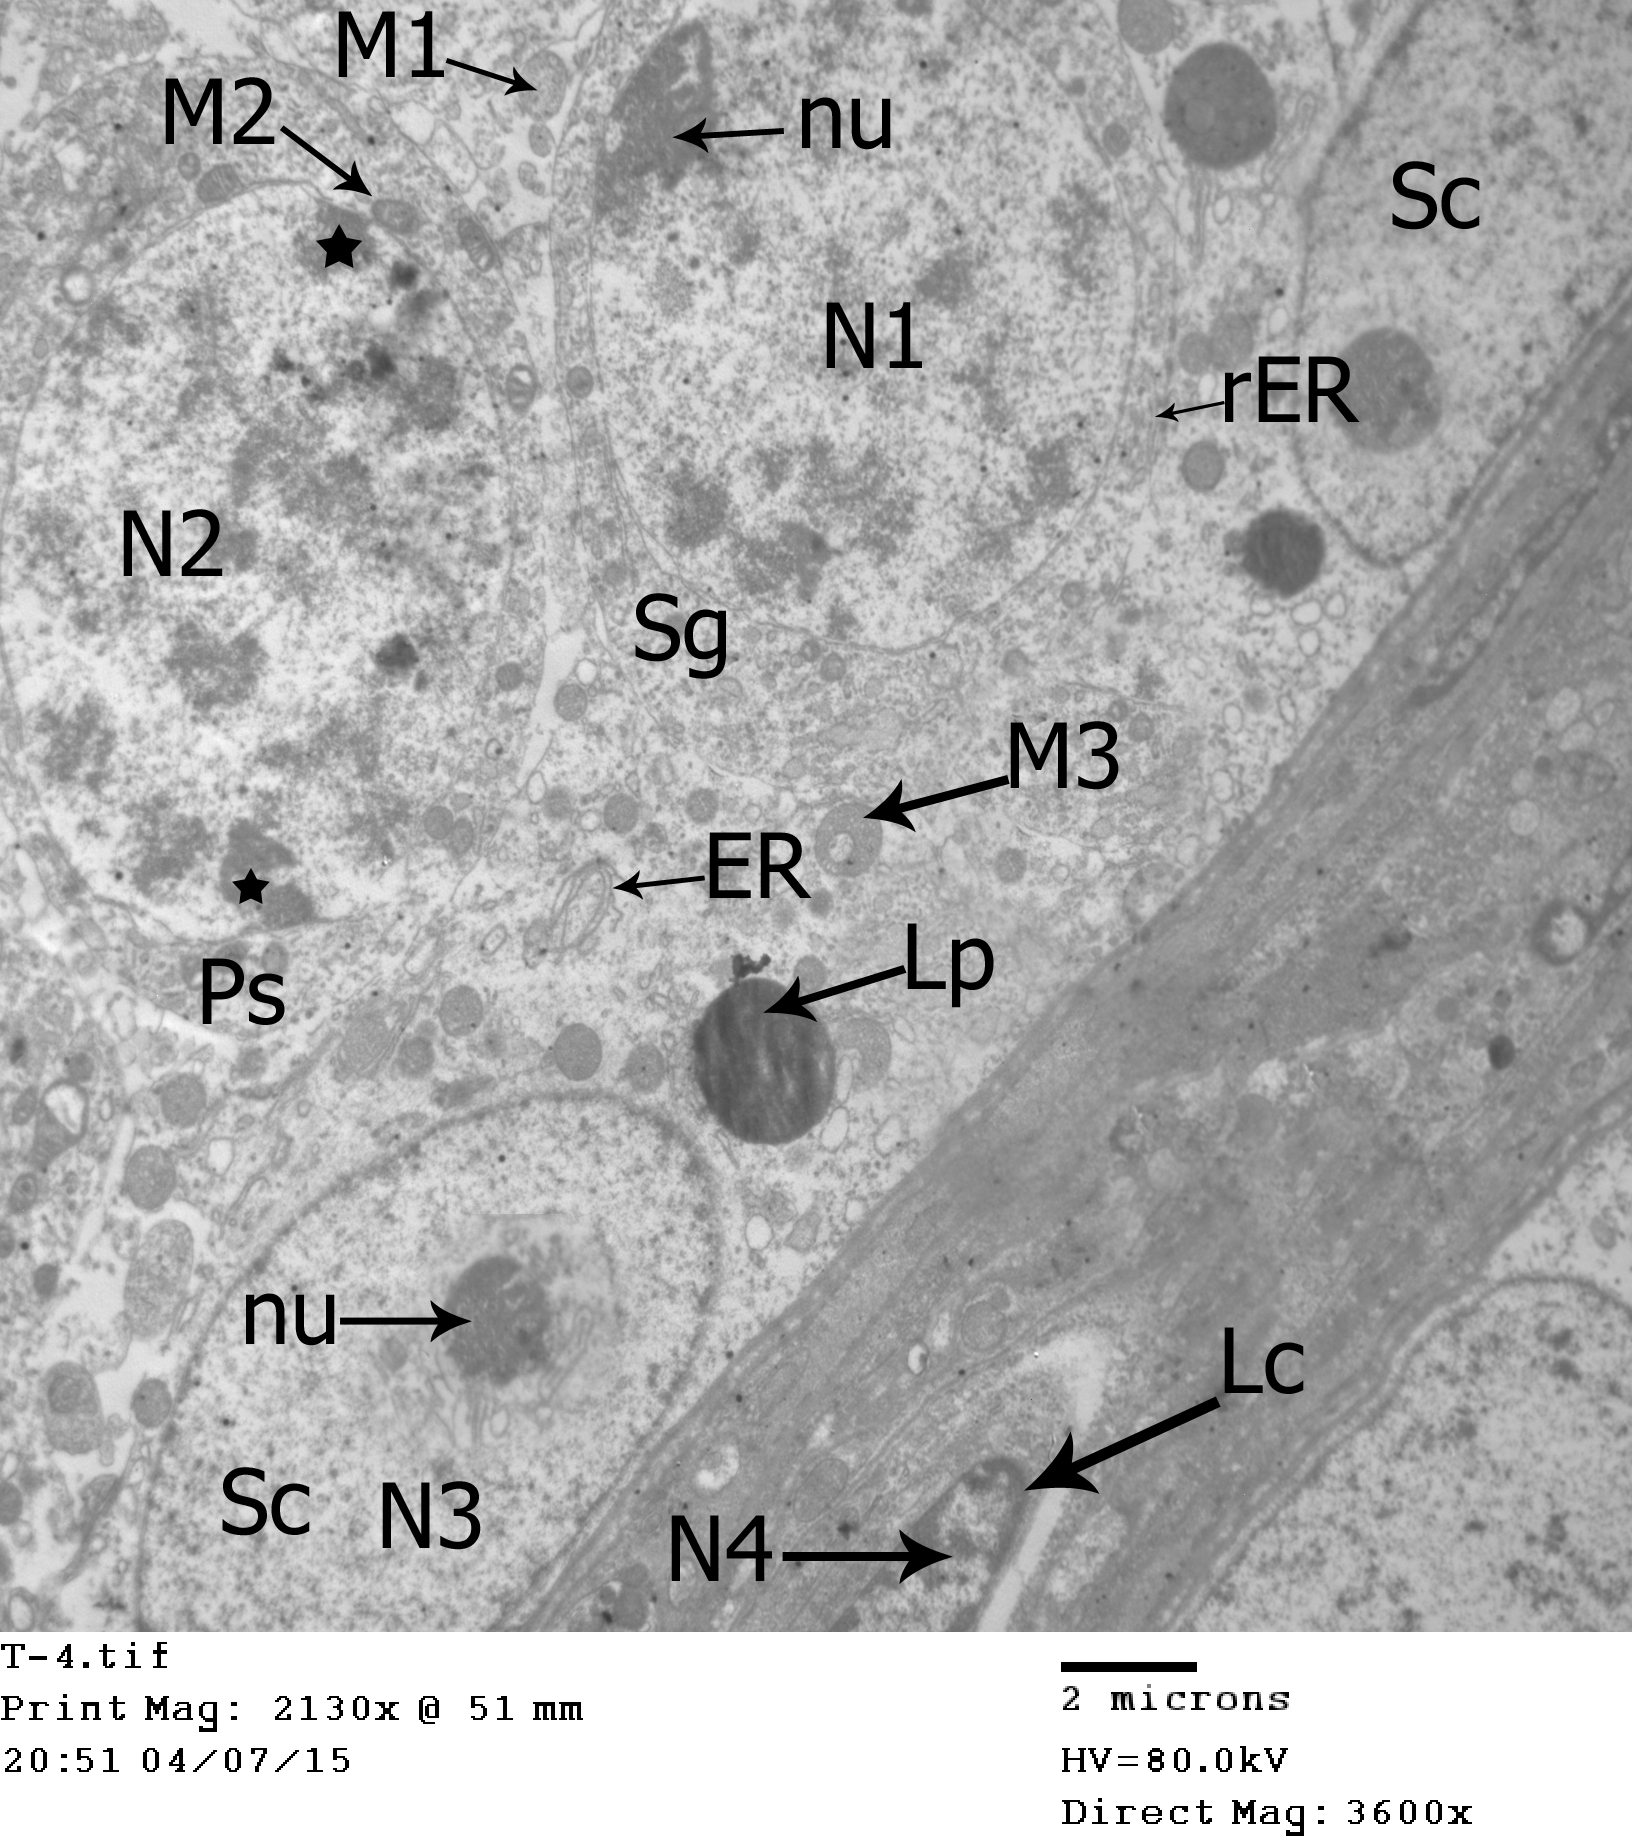 M1
M2
nu
Sc
N1
rER
N2
Sg
M3
ER
Lp
Ps
nu
Lc
Sc
N3
N4
T-4.tif
Print Mag: 2130x @ 51 mm
20:51 04/07/15
2 microns
HV=80.0kV
Direct Mag: 3600x